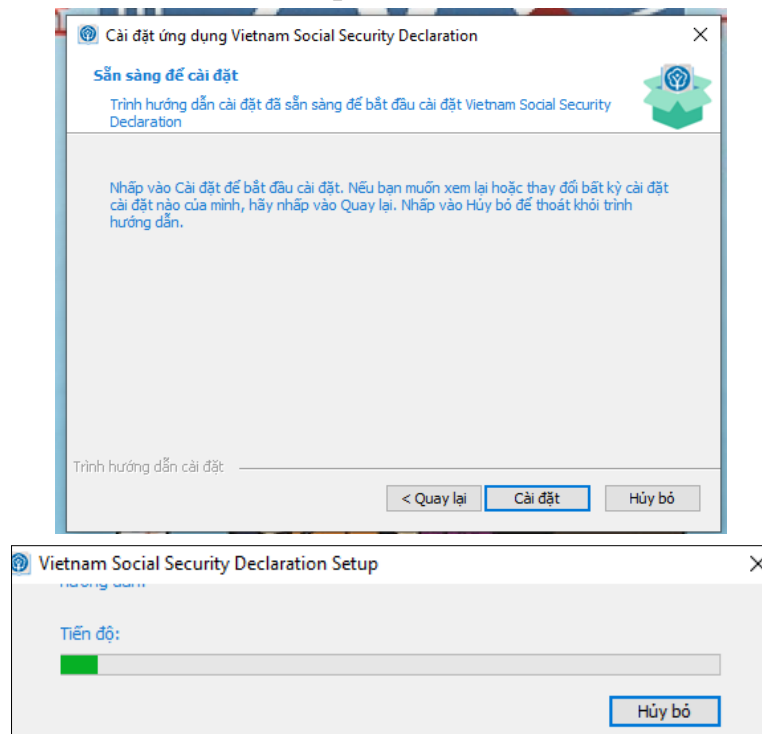 Cài đặt ứng dụng Vietnam Social Security Declaration
Sẵn sàng để cài đặt
Trình hướng dẫn cài đặt đã sẵn sàng để bắt đầu cài đặt Vietnam Social Security
Declaration
Nhấp vào Cài đặt để bắt đầu cài đặt. Nếu bạn muốn xem lại hoặc thay đổi bất kỳ cài đặt
cài đặt nào của mình, hãy nhấp vào Quay lại. Nhấp vào Hủy bỏ để thoát khỏi trình
hướng dẫn.
Trình hướng dẫn cài đặt
< Quay lại Cài đặt Hủy bỏ
Vietnam Social Security Declaration Setup
Tiến độ:
Hủy bỏ